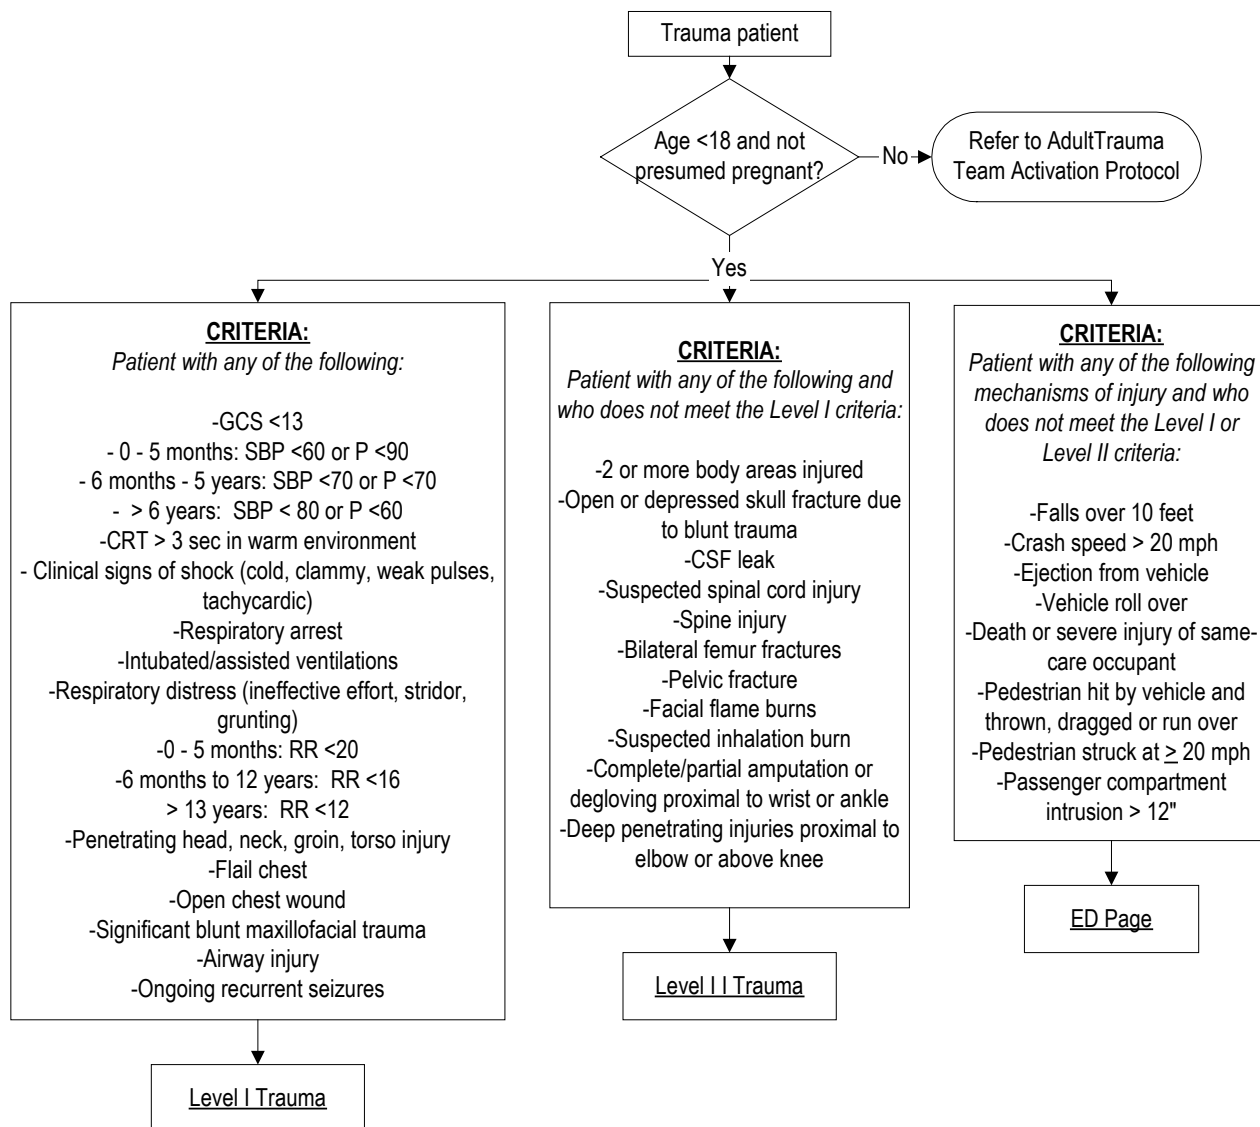 Trauma patient
Age <18 and not
presumed pregnant?
No
Refer to AdultTrauma
Team Activation Protocol
Yes
CRITERIA:
Patient with any of the following:
-GCS <13
- 0 - 5 months: SBP <60 or P <90
- 6 months - 5 years: SBP <70 or P <70
- > 6 years: SBP < 80 or P <60
-CRT > 3 sec in warm environment
- Clinical signs of shock (cold, clammy, weak pulses,
tachycardic)
-Respiratory arrest
-Intubated/assisted ventilations
-Respiratory distress (ineffective effort, stridor,
grunting)
-0 - 5 months: RR <20
-6 months to 12 years: RR <16
> 13 years: RR <12
-Penetrating head, neck, groin, torso injury
-Flail chest
-Open chest wound
-Significant blunt maxillofacial trauma
-Airway injury
-Ongoing recurrent seizures
Level I Trauma
CRITERIA:
Patient with any of the following and
who does not meet the Level I criteria:
-2 or more body areas injured
-Open or depressed skull fracture due
to blunt trauma
-CSF leak
-Suspected spinal cord injury
-Spine injury
-Bilateral femur fractures
-Pelvic fracture
-Facial flame burns
-Suspected inhalation burn
-Complete/partial amputation or
degloving proximal to wrist or ankle
-Deep penetrating injuries proximal to
elbow or above knee
Level I I Trauma
CRITERIA:
Patient with any of the following
mechanisms of injury and who
does not meet the Level I or
Level II criteria:
-Falls over 10 feet
-Crash speed > 20 mph
-Ejection from vehicle
-Vehicle roll over
-Death or severe injury of same-
care occupant
-Pedestrian hit by vehicle and
thrown, dragged or run over
-Pedestrian struck at > 20 mph
-Passenger compartment
intrusion > 12"
ED Page